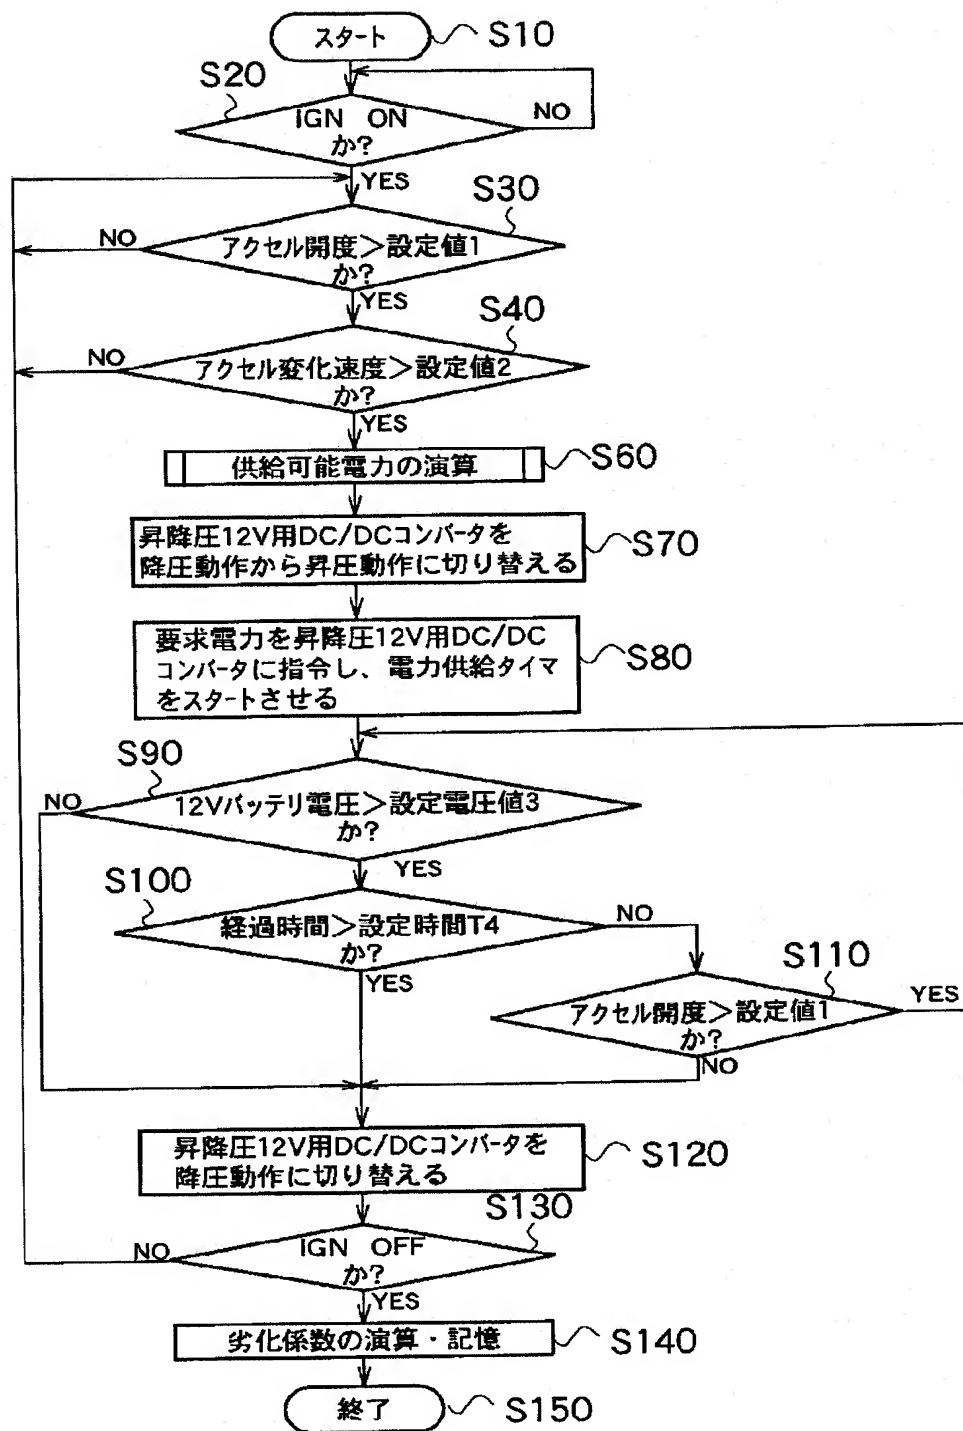 スタート
S10
S20
IGN ON
か?
NO
YES
S30
アクセル開度>設定値1
か?
NO
YES
S40
アクセル変化速度>設定値2
か?
NO
YES
供給可能電力の演算
S60
昇降圧12V用DC/DCコンバータを
降圧動作から昇圧動作に切り替える
S70
要求電力を昇降圧12V用DC/DC
コンバータに指令し、電力供給タイマ
をスタートさせる
S80
S90
12Vバッテリ電圧>設定電圧値3
か?
NO
YES
S100
経過時間>設定時間T4
か?
NO
YES
S110
アクセル開度>設定値1
か?
YES
NO
昇降圧12V用DC/DCコンバータを
降圧動作に切り替える
S120
S130
IGN OFF
か?
NO
YES
劣化係数の演算・記憶
S140
終了
S150